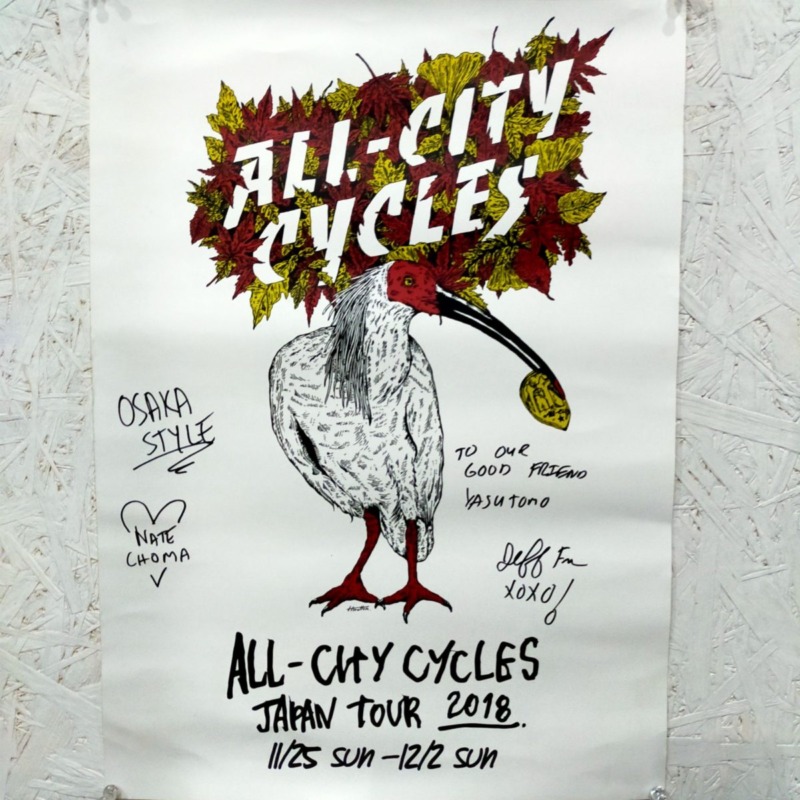 ALL-CITY
CYCLES
OSAKA
STYLE
NATE
CHOMA
TO OUR
GOOD FRIEND
YASUTOMO
Jeff
XOXO!
ALL-CITY CYCLES
JAPAN TOUR 2018.
11/25 SUN - 12/2 SUN